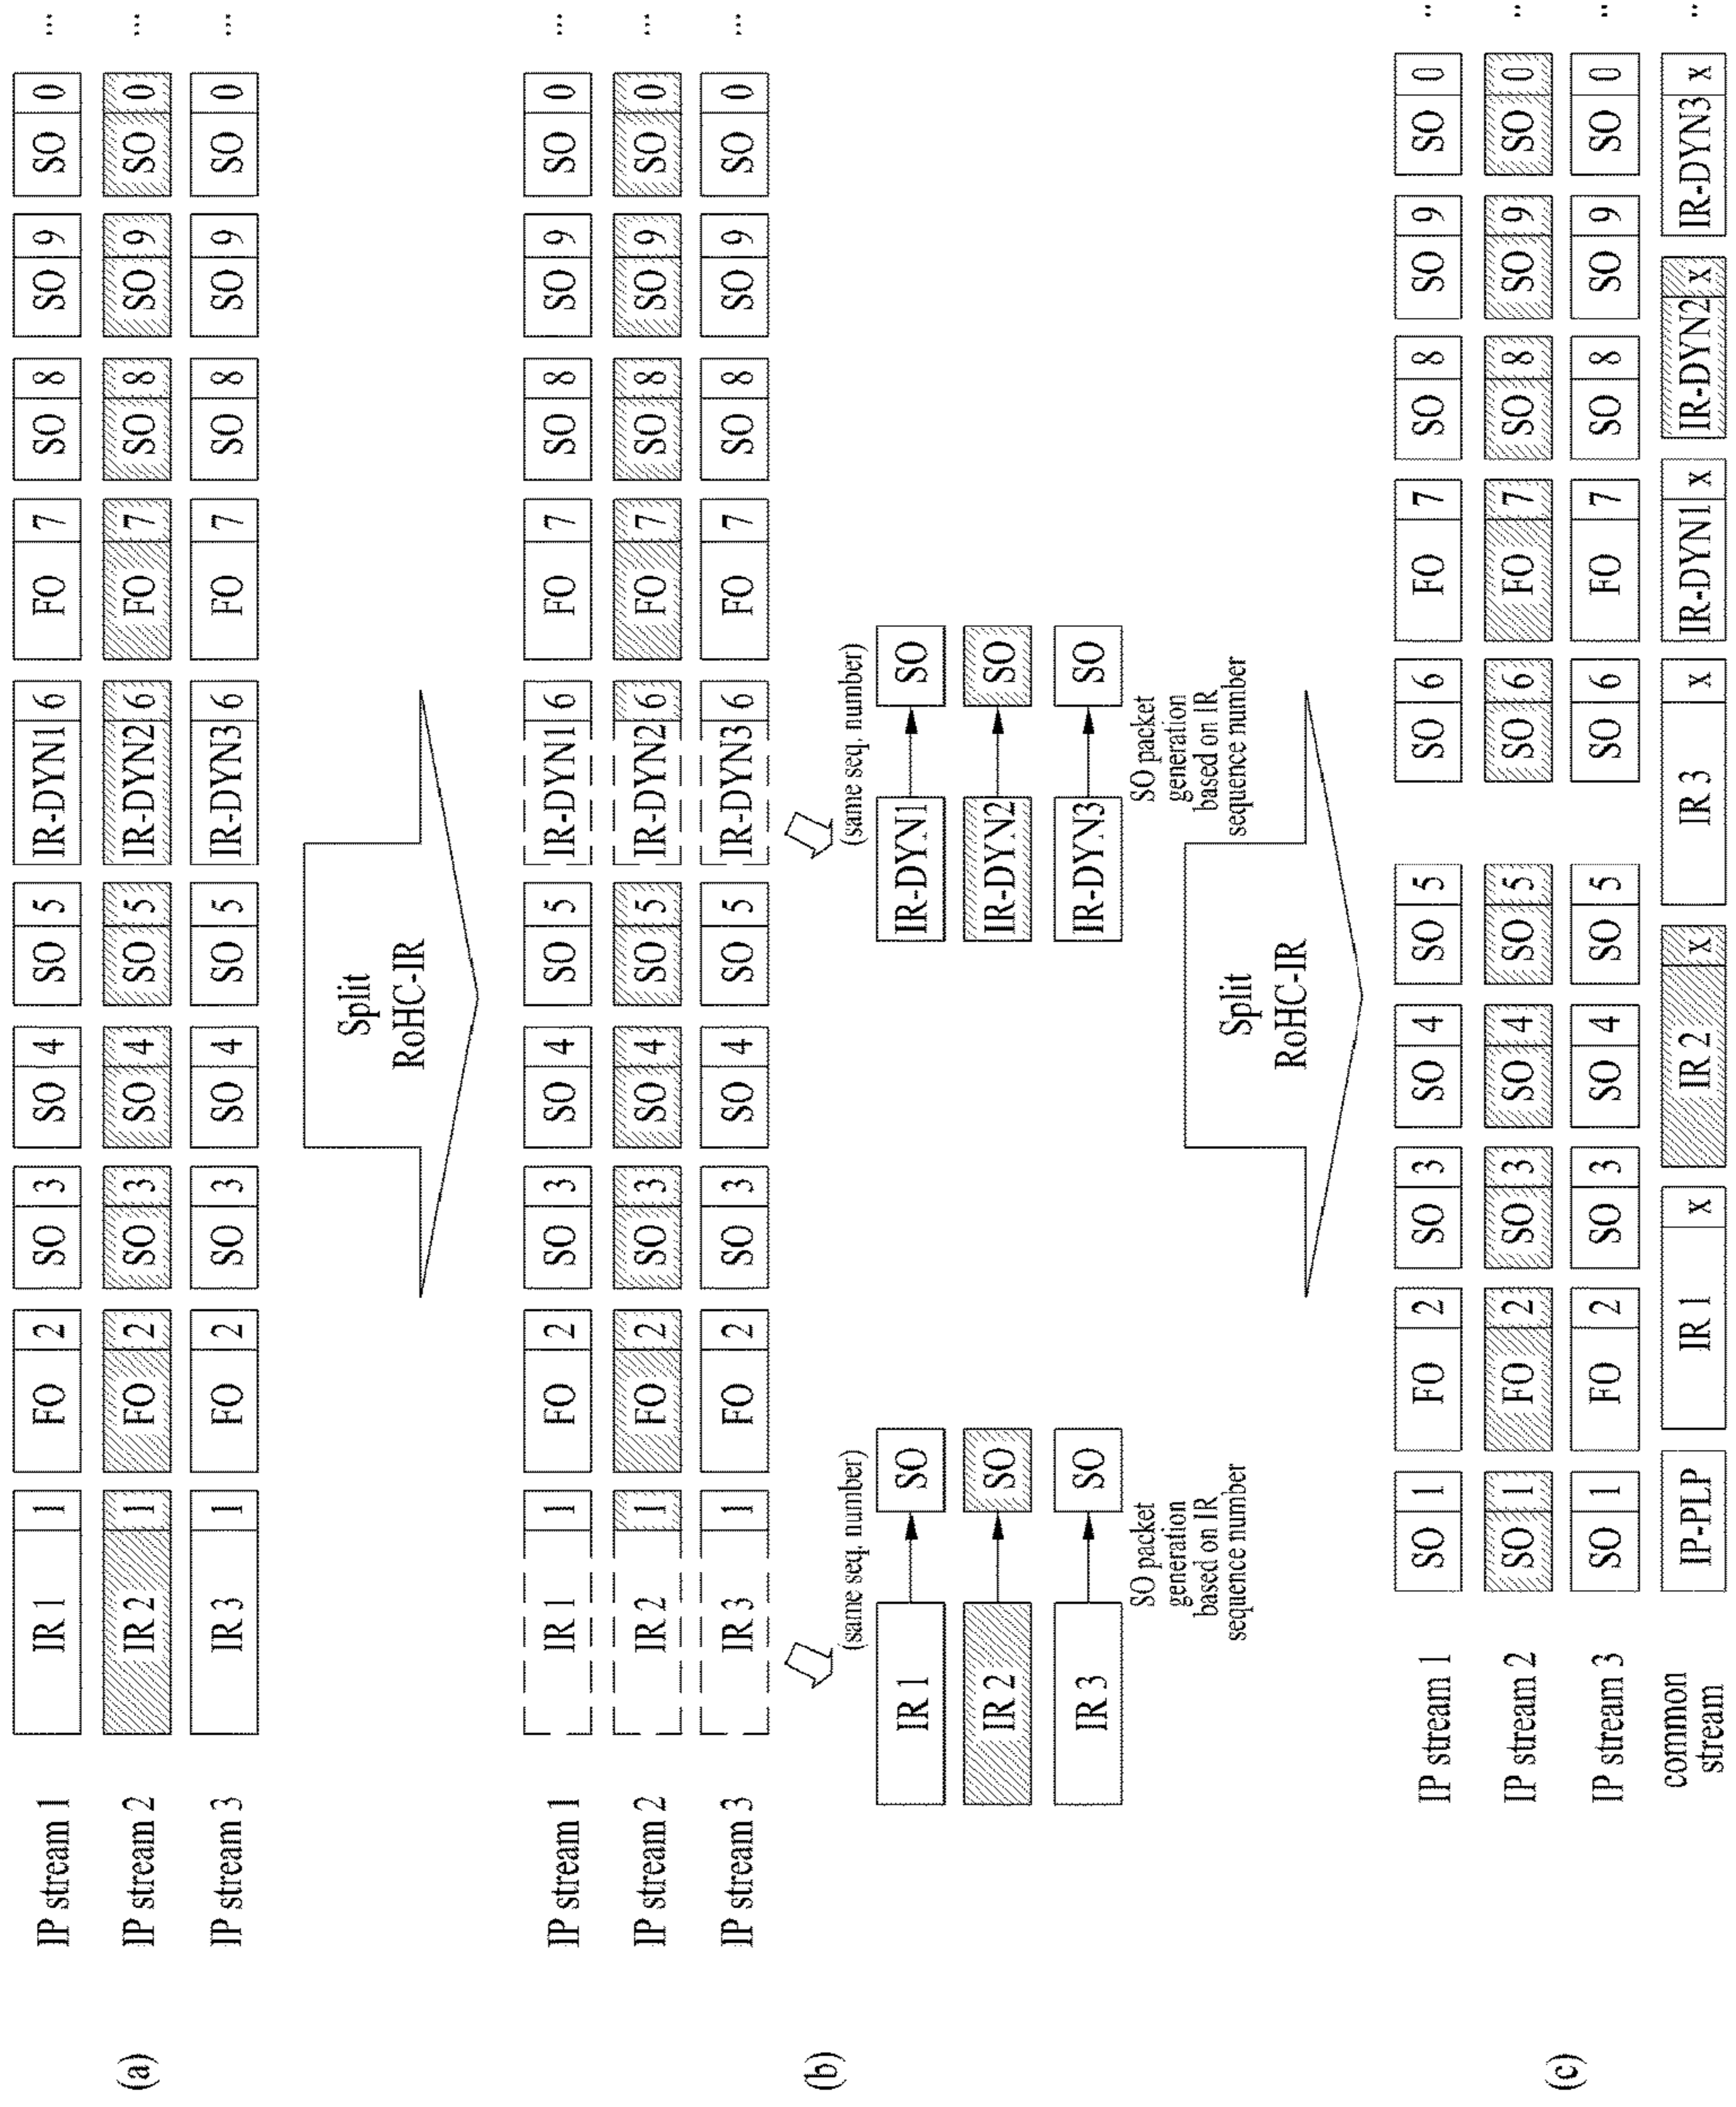 (a)
IP stream 1 IR 1 1 FO 2 SO 3 SO 4 SO 5 IR-DYN1 6 FO 7 SO 8 SO 9 SO 0 ...
IP stream 2 IR 2 1 FO 2 SO 3 SO 4 SO 5 IR-DYN2 6 FO 7 SO 8 SO 9 SO 0 ...
IP stream 3 IR 3 1 FO 2 SO 3 SO 4 SO 5 IR-DYN3 6 FO 7 SO 8 SO 9 SO 0 ...
Split
RoHC-IR
(b)
IP stream 1 IR 1 1 FO 2 SO 3 SO 4 SO 5 IR-DYN1 6 FO 7 SO 8 SO 9 SO 0 ...
IP stream 2 IR 2 1 FO 2 SO 3 SO 4 SO 5 IR-DYN2 6 FO 7 SO 8 SO 9 SO 0 ...
IP stream 3 IR 3 1 FO 2 SO 3 SO 4 SO 5 IR-DYN3 6 FO 7 SO 8 SO 9 SO 0 ...
(same seq. number)
IR 1 SO
IR 2 SO
IR 3 SO
SO packet
generation
based on IR
sequence number
(same seq. number)
IR-DYN1 SO
IR-DYN2 SO
IR-DYN3 SO
SO packet
generation
based on IR
sequence number
Split
RoHC-IR
(c)
IP stream 1 SO 1 FO 2 SO 3 SO 4 SO 5 SO 6 FO 7 SO 8 SO 9 SO 0 ..
IP stream 2 SO 1 FO 2 SO 3 SO 4 SO 5 SO 6 FO 7 SO 8 SO 9 SO 0 ..
IP stream 3 SO 1 FO 2 SO 3 SO 4 SO 5 SO 6 FO 7 SO 8 SO 9 SO 0 ..
common
stream
IP-PLP IR 1 x IR 2 x IR 3 x IR-DYN1 x IR-DYN2 x IR-DYN3 x ..